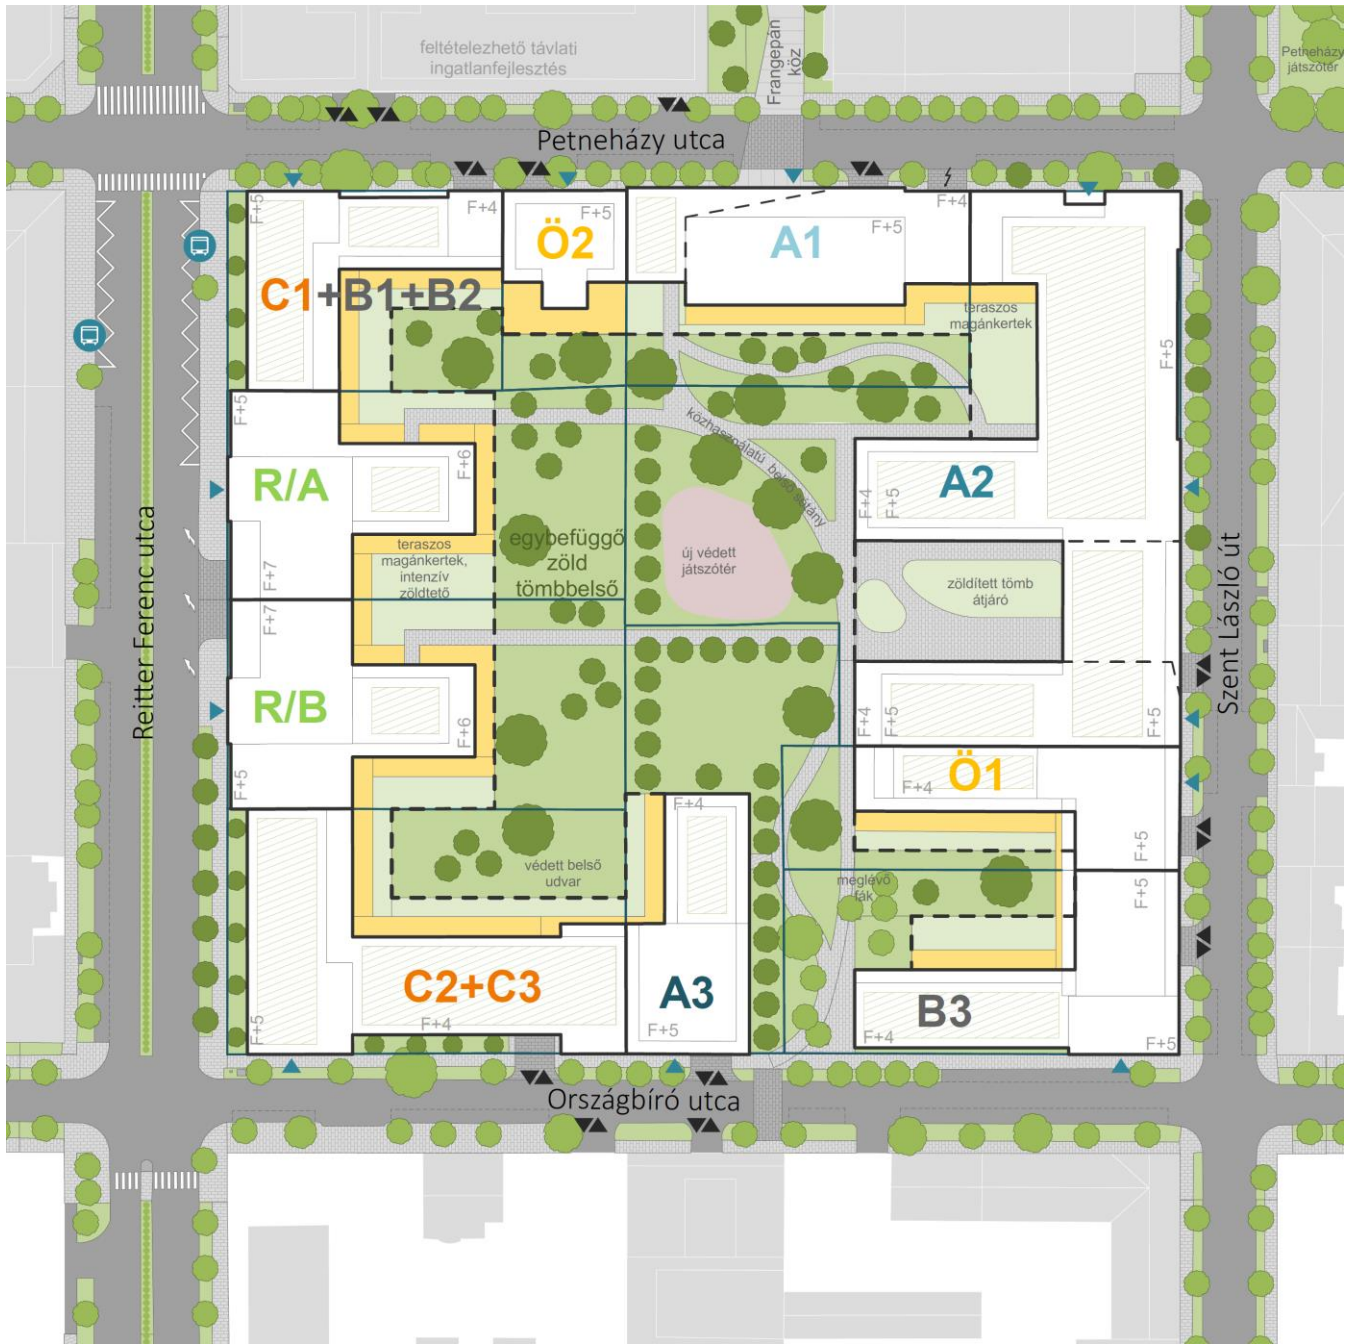 feltételezhető távlati
ingatlanfejlesztés
Frangepán
köz
Petneházy
játszótér
Petneházy utca
F+5
F+4
F+5
Ö2
A1
F+5
F+4
C1+B1+B2
teraszos
magánkertek
F+5
F+5
közhasználatú belső sétány
R/A
F+6
A2
F+4
F+5
teraszos
magánkertek,
intenzív
zöldtető
egybefüggő
zöld
tömbbelső
új védett
játszótér
zöldített tömb
átjáró
F+7
F+7
Reitter Ferenc utca
Szent László út
R/B
F+6
F+4
F+5
F+5
F+5
Ö1
F+4
F+4
F+5
védett belső
udvar
meglévő
fák
F+5
C2+C3
A3
B3
F+5
F+4
F+5
F+4
F+5
Országbíró utca